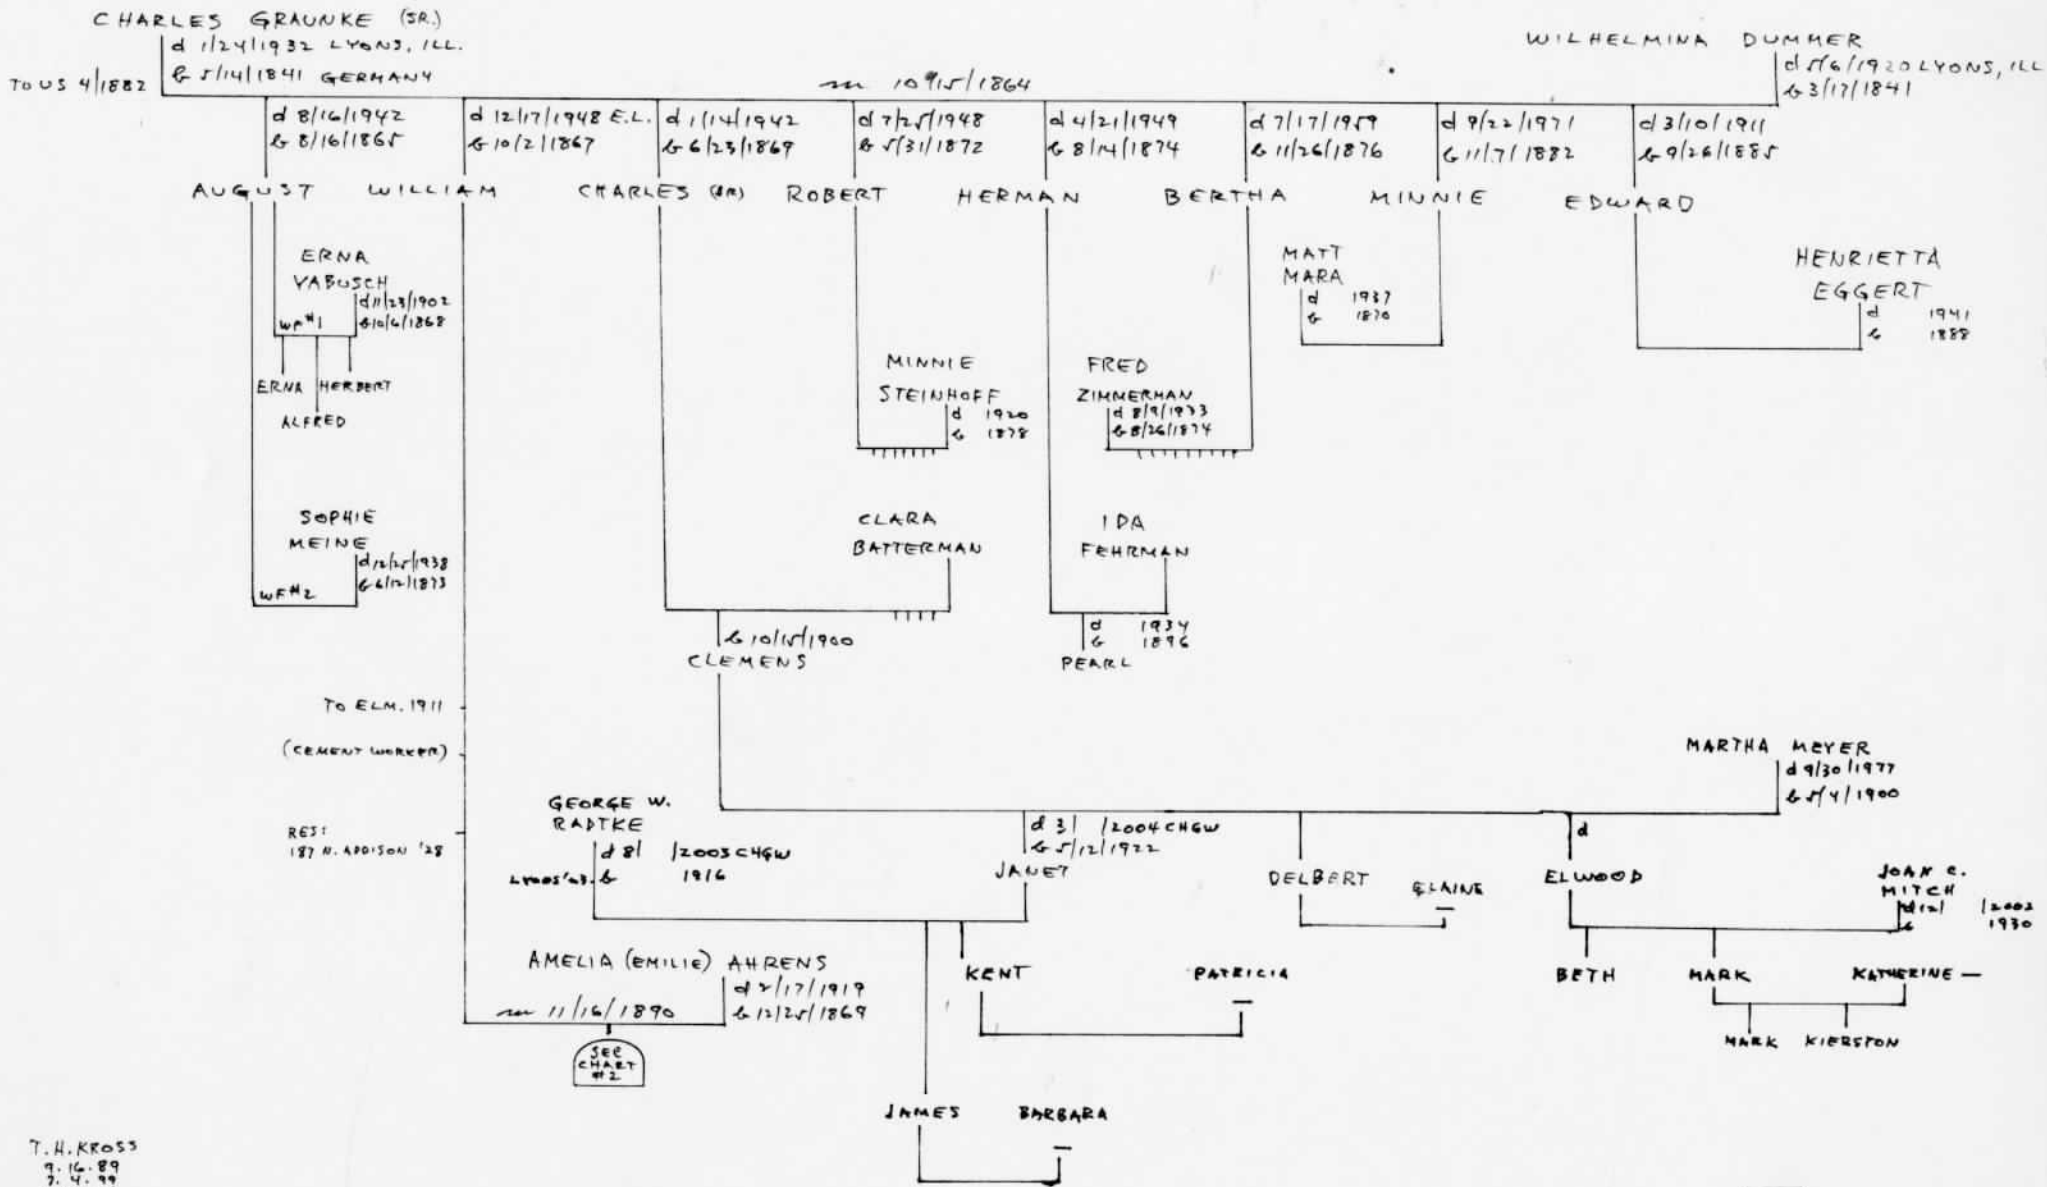 CHARLES GRAUNKE (SR.)
d 1/24/1932 LYONS, ILL.
b 5/14/1841 GERMANY
TO US 4/1882
m 10/15/1864
WILHELMINA DUMMER
d 5/6/1920 LYONS, ILL
b 3/17/1841
d 8/16/1942
b 8/16/1865
AUGUST
d 12/17/1948 E.L.
b 10/2/1867
WILLIAM
d 1/14/1942
b 6/23/1869
CHARLES (JR)
d 7/25/1948
b 5/31/1872
ROBERT
d 4/21/1949
b 8/14/1874
HERMAN
d 7/17/1959
b 11/26/1876
BERTHA
d 9/22/1971
b 11/7/1882
MINNIE
d 3/10/1911
b 9/26/1885
EDWARD
ERNA
VABUSCH
d 11/23/1902
b 10/6/1868
WF #1
ERNA HERBERT
ALFRED
MATT
MARA
d 1937
b 1870
HENRIETTA
EGGERT
d 1941
b 1888
MINNIE
STEINHOFF
d 1920
b 1878
FRED
ZIMMERMAN
d 8/9/1933
b 8/26/1874
SOPHIE
MEINE
d 12/25/1938
b 6/12/1873
WF #2
CLARA
BATTERMAN
IDA
FEHRMAN
b 10/15/1900
CLEMENS
d 1934
b 1896
PEARL
TO ELM. 1911
(CEMENT WORKER)
RES:
187 N. ADDISON '28
MARTHA MEYER
d 9/30/1977
b 5/4/1900
GEORGE W.
RADTKE
d 8/ /2003 CHGW
LYONS '03. b 1916
d 3/ /2004 CHGW
b 5/12/1922
JANET
DELBERT
ELAINE
—
d
ELWOOD
JOAN C.
MITCH
d 12/ /2002
b 1930
AMELIA (EMILIE) AHRENS
d 2/17/1919
b 12/25/1869
m 11/16/1890
SEE
CHART
#2
KENT
PATRICIA
—
BETH
MARK
KATHERINE —
MARK KIERSTON
JAMES
BARBARA
—
T.H. KROSS
9.16.89
7.4.99